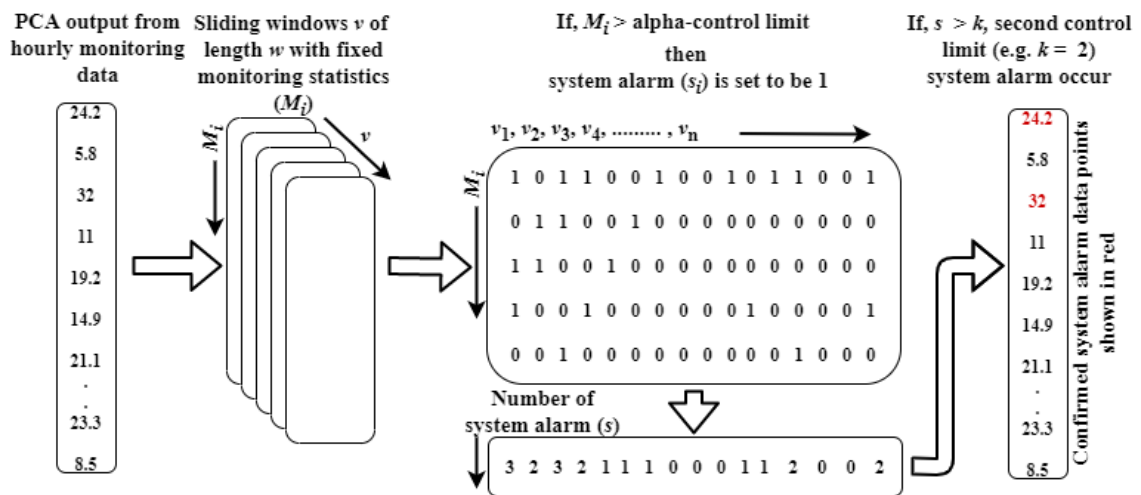 PCA output from
hourly monitoring
data
24.2
5.8
32
11
19.2
14.9
21.1
.
.
23.3
8.5
Sliding windows v of
length w with fixed
monitoring statistics
(Mi)
Mi
v
If, Mi > alpha-control limit
then
system alarm (si) is set to be 1
v1, v2, v3, v4, ......... , vn
Mi
1 0 1 1 0 0 1 0 0 1 0 1 1 0 0 1
0 1 1 0 0 1 0 0 0 0 0 0 0 0 0 0
1 1 0 0 1 0 0 0 0 0 0 0 0 0 0 0
1 0 0 1 0 0 0 0 0 0 1 0 0 0 0 1
0 0 1 0 0 0 0 0 0 0 0 0 1 0 0 0
Number of
system alarm (s)
3 2 3 2 1 1 1 0 0 0 1 1 2 0 0 2
If, s > k, second control
limit (e.g. k = 2)
system alarm occur
24.2
5.8
32
11
19.2
14.9
21.1
.
.
23.3
8.5
Confirmed system alarm data points
shown in red